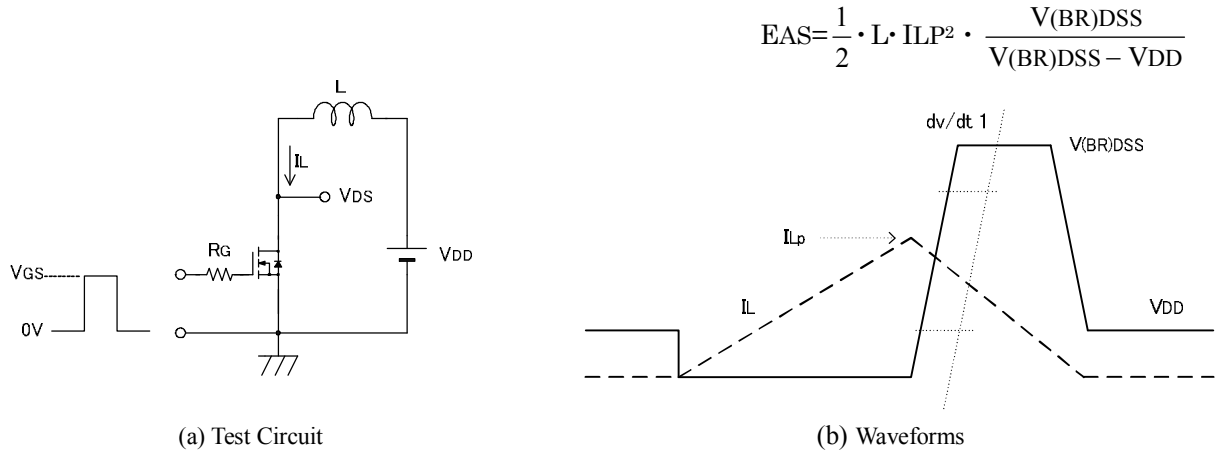 EAS=1/2・L・ILP²・V(BR)DSS/V(BR)DSS – VDD
L
IL
VDS
RG
VDD
VGS
0V
(a) Test Circuit
dv/dt 1
V(BR)DSS
ILp
IL
VDD
(b) Waveforms